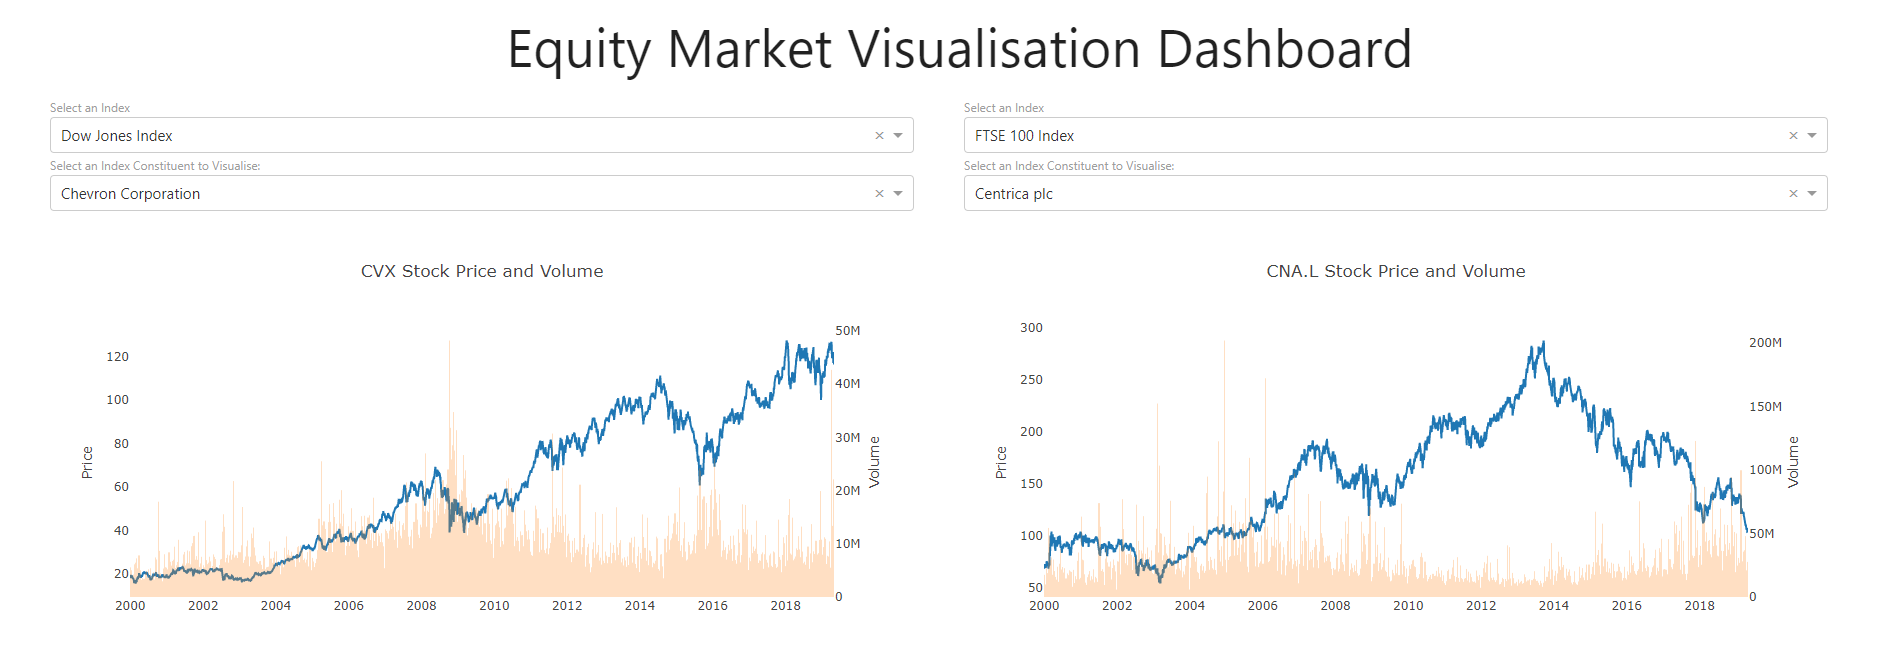 Equity Market Visualisation Dashboard
Select an Index
Dow Jones Index
Select an Index Constituent to Visualise:
Chevron Corporation
Select an Index
FTSE 100 Index
Select an Index Constituent to Visualise:
Centrica plc
CVX Stock Price and Volume
120
100
80
60
40
20
Price
50M
40M
30M
20M
10M
0
Volume
2000 2002 2004 2006 2008 2010 2012 2014 2016 2018
CNA.L Stock Price and Volume
300
250
200
150
100
50
Price
200M
150M
100M
50M
0
Volume
2000 2002 2004 2006 2008 2010 2012 2014 2016 2018